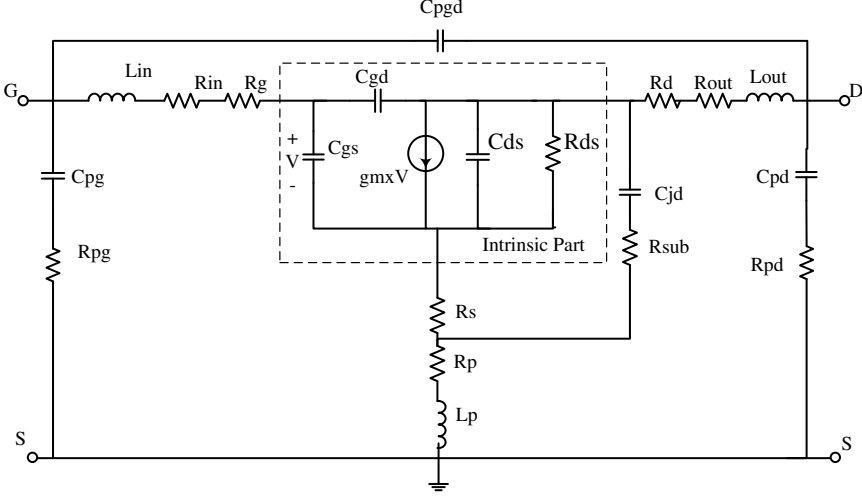 Cpgd
G
Lin
Rin
Rg
Cgd
Rd
Rout
Lout
D
+
V
-
Cgs
gmxV
Cds
Rds
Cpg
Cjd
Cpd
Rpg
Intrinsic Part
Rsub
Rpd
Rs
Rp
Lp
S
S